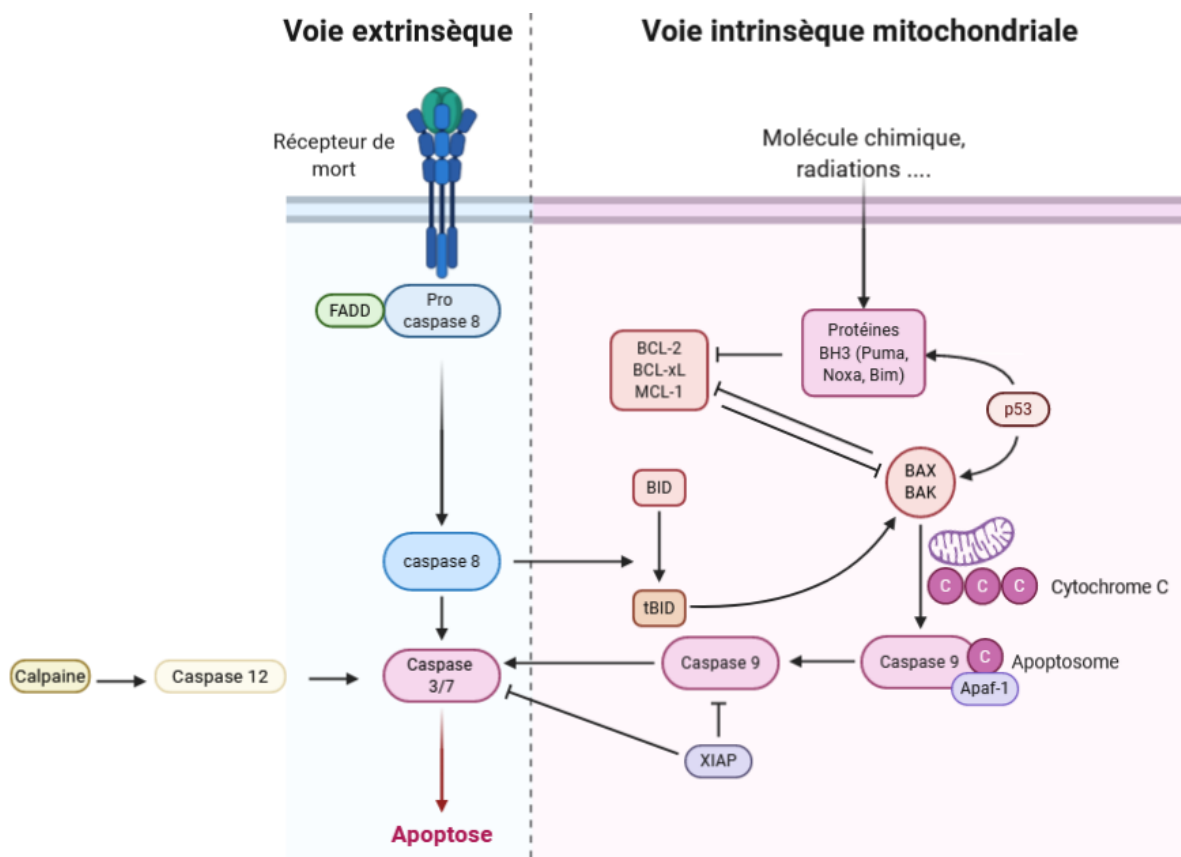 Voie extrinsèque
Voie intrinsèque mitochondriale
Récepteur de
mort
Molécule chimique,
radiations ....
FADD
Pro
caspase 8
BCL-2
BCL-xL
MCL-1
Protéines
BH3 (Puma,
Noxa, Bim)
p53
BAX
BAK
BID
caspase 8
tBID
C
C
C
Cytochrome C
Calpaine
Caspase 12
Caspase
3/7
Caspase 9
Caspase 9
C
Apaf-1
Apoptosome
XIAP
Apoptose